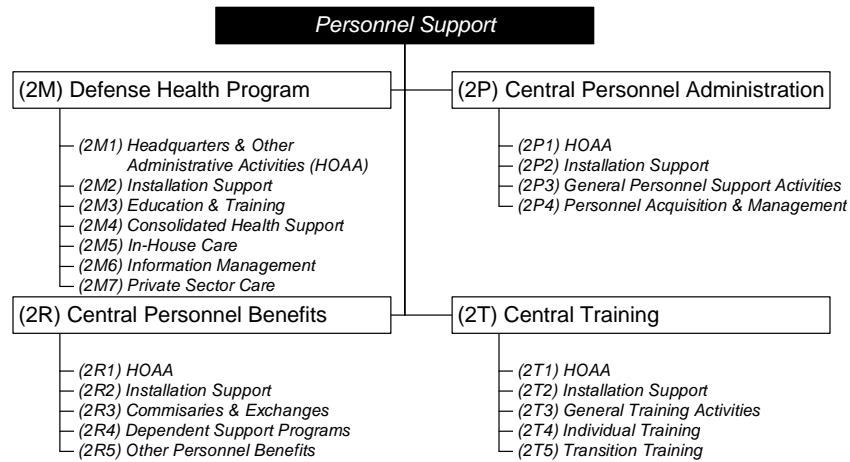 Personnel Support
(2M) Defense Health Program
(2M1) Headquarters & Other
Administrative Activities (HOAA)
(2M2) Installation Support
(2M3) Education & Training
(2M4) Consolidated Health Support
(2M5) In-House Care
(2M6) Information Management
(2M7) Private Sector Care
(2P) Central Personnel Administration
(2P1) HOAA
(2P2) Installation Support
(2P3) General Personnel Support Activities
(2P4) Personnel Acquisition & Management
(2R) Central Personnel Benefits
(2R1) HOAA
(2R2) Installation Support
(2R3) Commisaries & Exchanges
(2R4) Dependent Support Programs
(2R5) Other Personnel Benefits
(2T) Central Training
(2T1) HOAA
(2T2) Installation Support
(2T3) General Training Activities
(2T4) Individual Training
(2T5) Transition Training